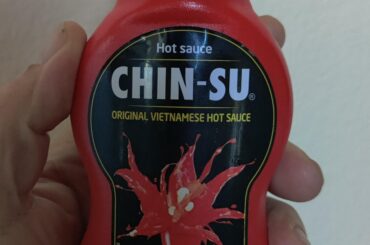 Hot sauce
CHIN-SU®
ORIGINAL VIETNAMESE HOT SAUCE